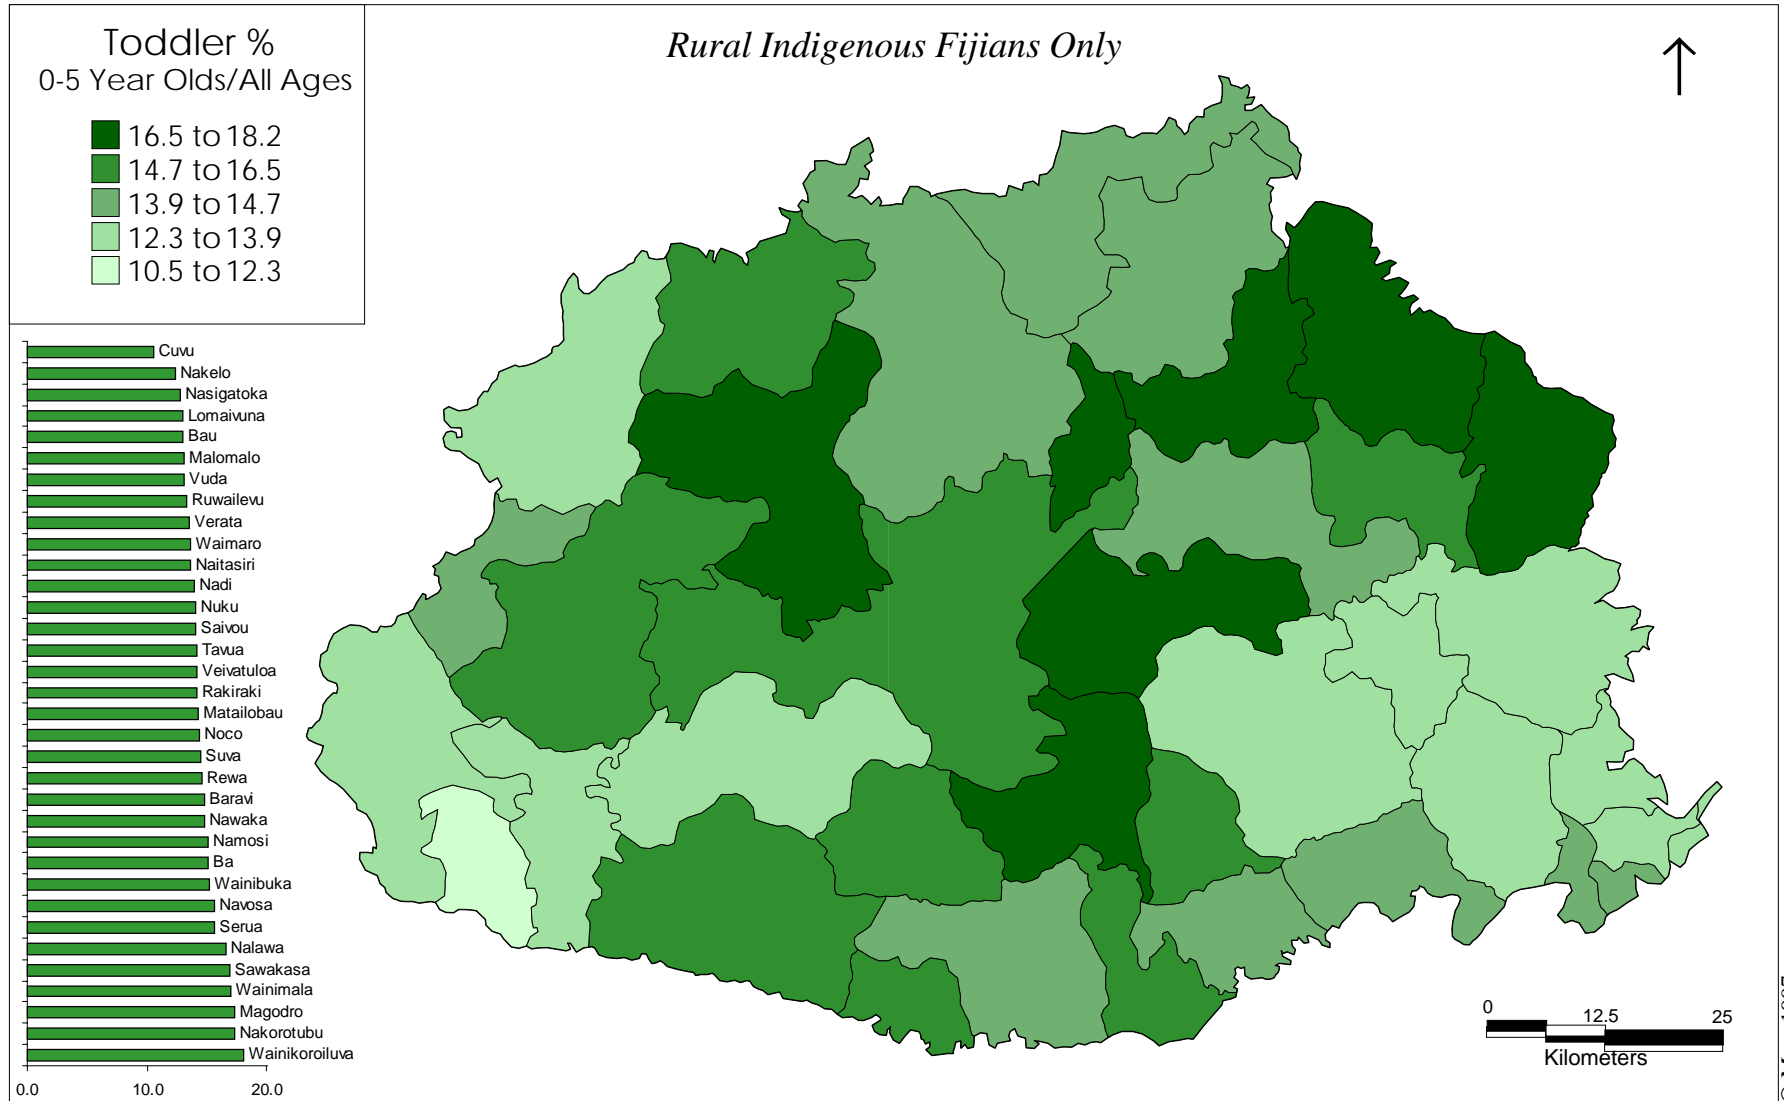 Toddler %
0-5 Year Olds/All Ages
16.5 to 18.2
14.7 to 16.5
13.9 to 14.7
12.3 to 13.9
10.5 to 12.3
Rural Indigenous Fijians Only
Cuvu
Nakelo
Nasigatoka
Lomaivuna
Bau
Malomalo
Vuda
Ruwailevu
Verata
Waimaro
Naitasiri
Nadi
Nuku
Saivou
Tavua
Veivatuloa
Rakiraki
Matailobau
Noco
Suva
Rewa
Baravi
Nawaka
Namosi
Ba
Wainibuka
Navosa
Serua
Nalawa
Sawakasa
Wainimala
Magodro
Nakorotubu
Wainikoroiluva
0.0 10.0 20.0
0 12.5 25
Kilometers